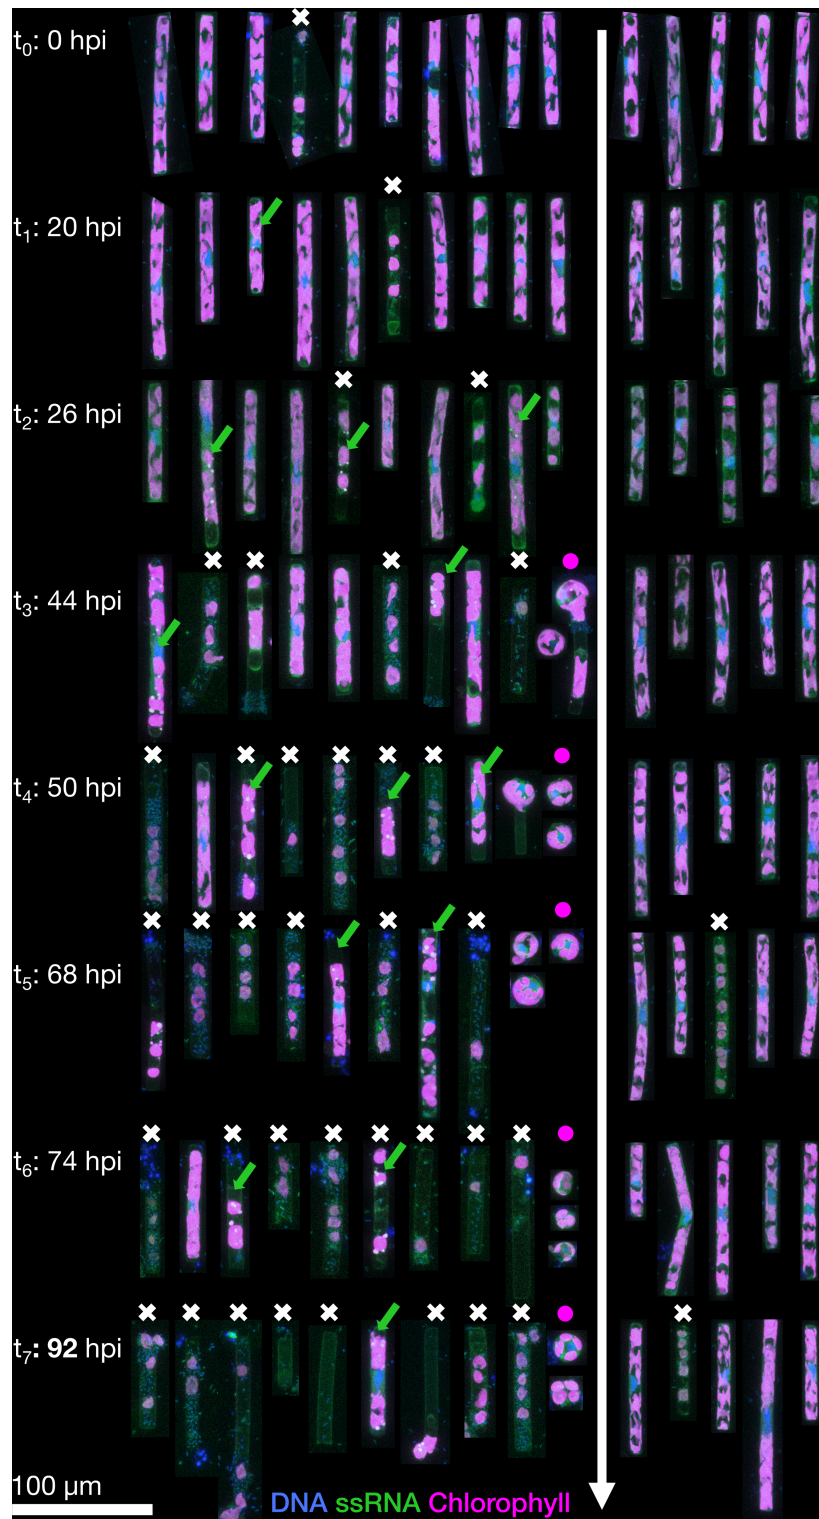 t₀: 0 hpi
t₁: 20 hpi
t₂: 26 hpi
t₃: 44 hpi
t₄: 50 hpi
t₅: 68 hpi
t₆: 74 hpi
t₇: 92 hpi
100 µm
DNA ssRNA Chlorophyll